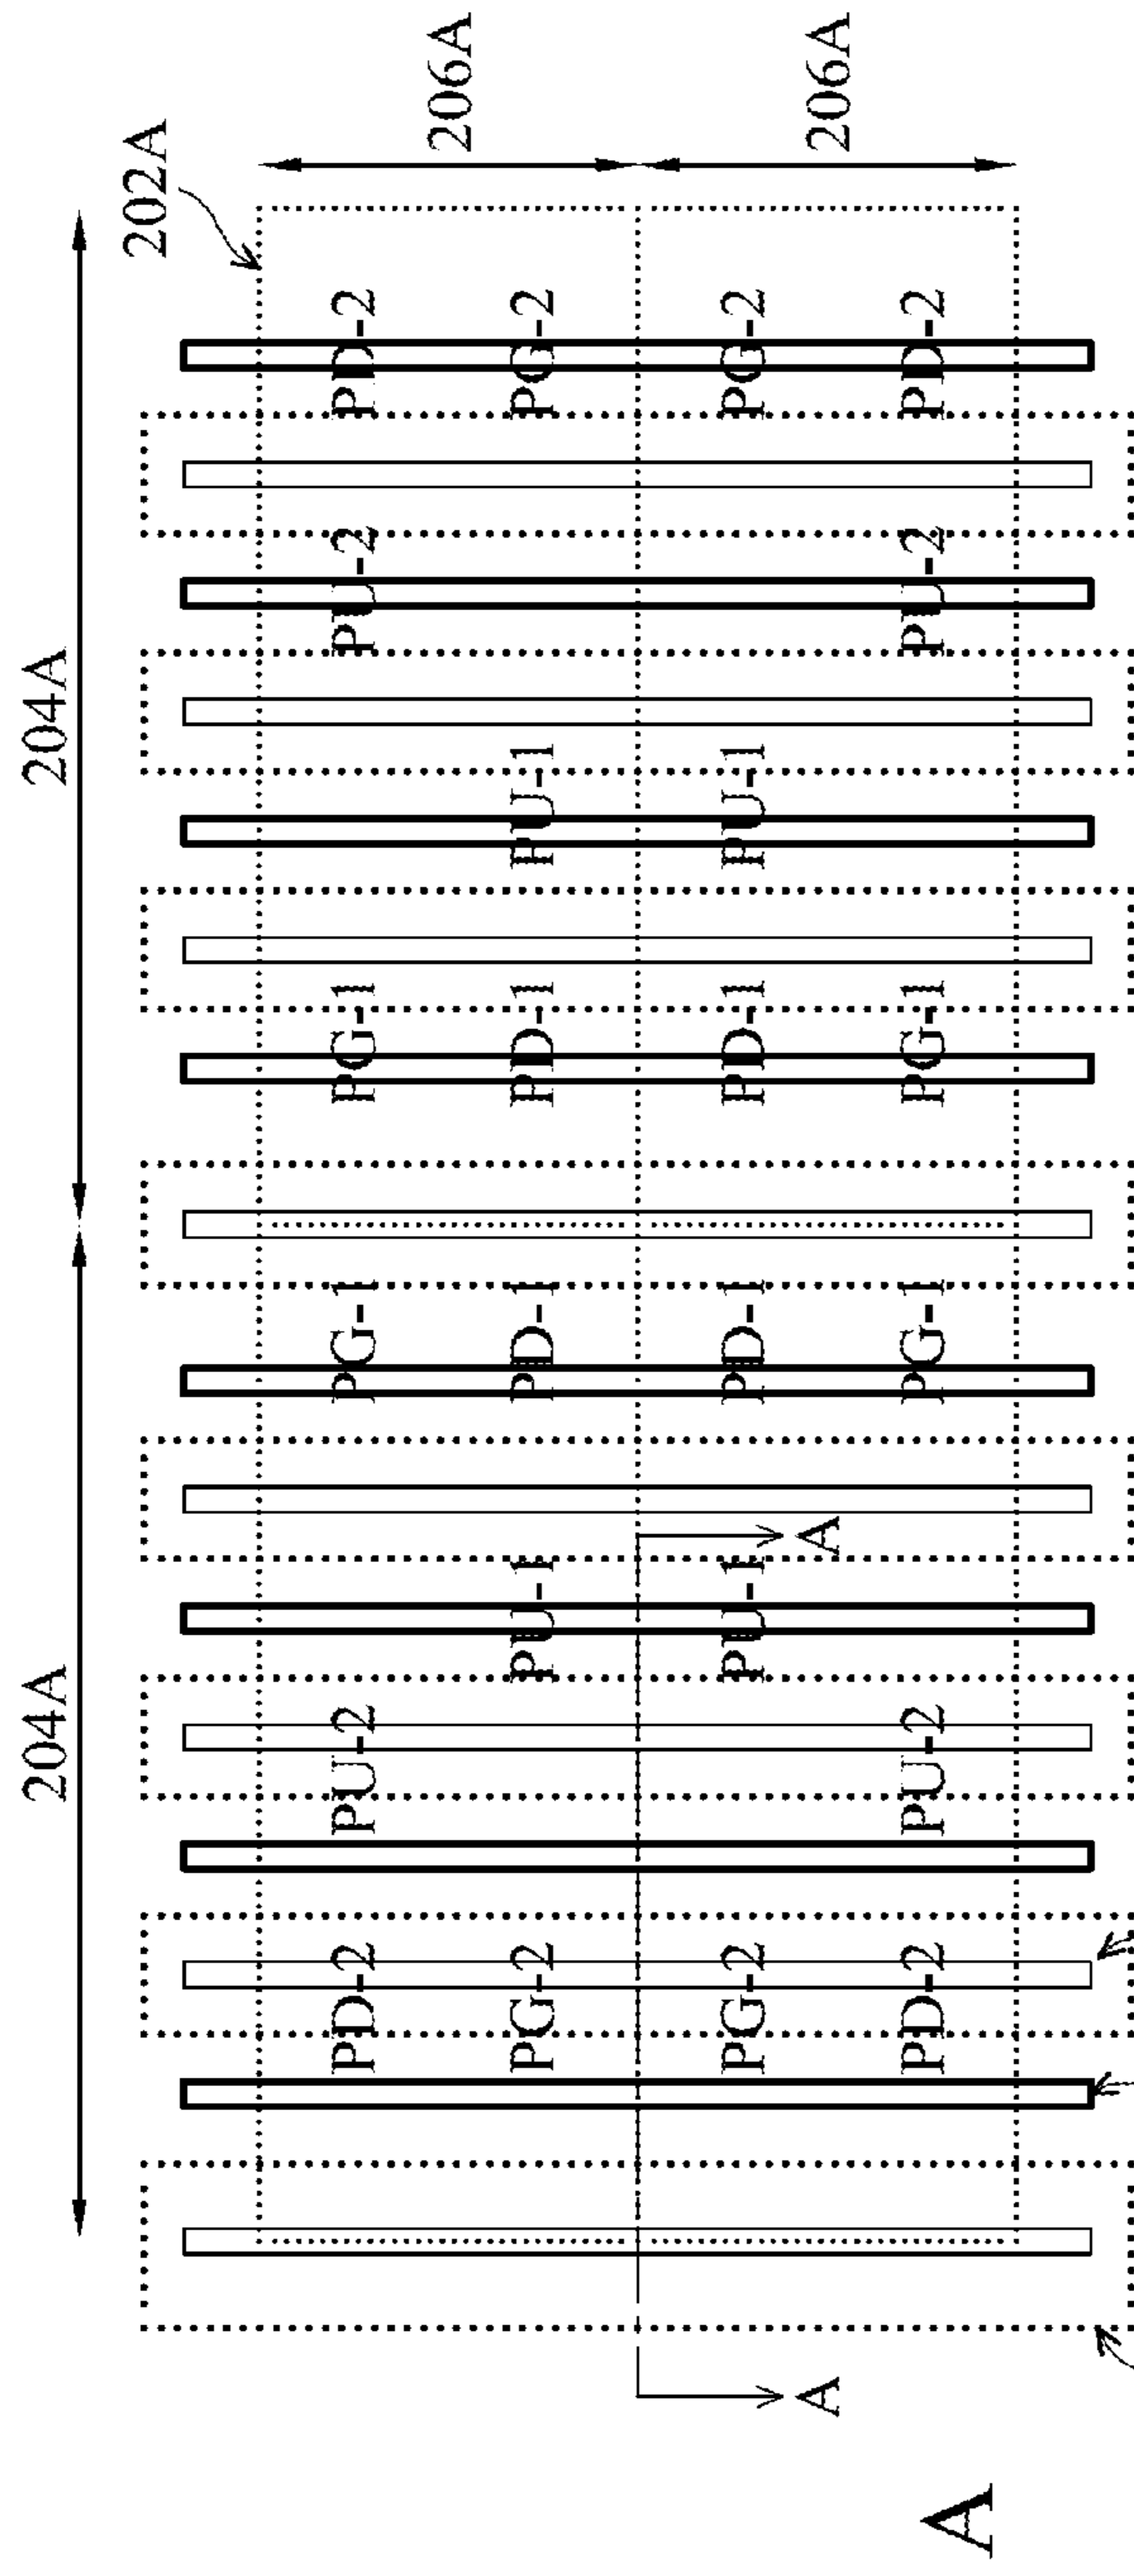 204A 204A
202A
PD-2 PU-2 PG-1 PG-1 PU-2 PD-2
206A
PG-2 PU-1 PD-1 PD-1 PU-1 PG-2
PG-2 PU-1 PD-1 PD-1 PU-1 PG-2
A A 206A
PD-2 PU-2 PG-1 PG-1 PU-2 PD-2
A